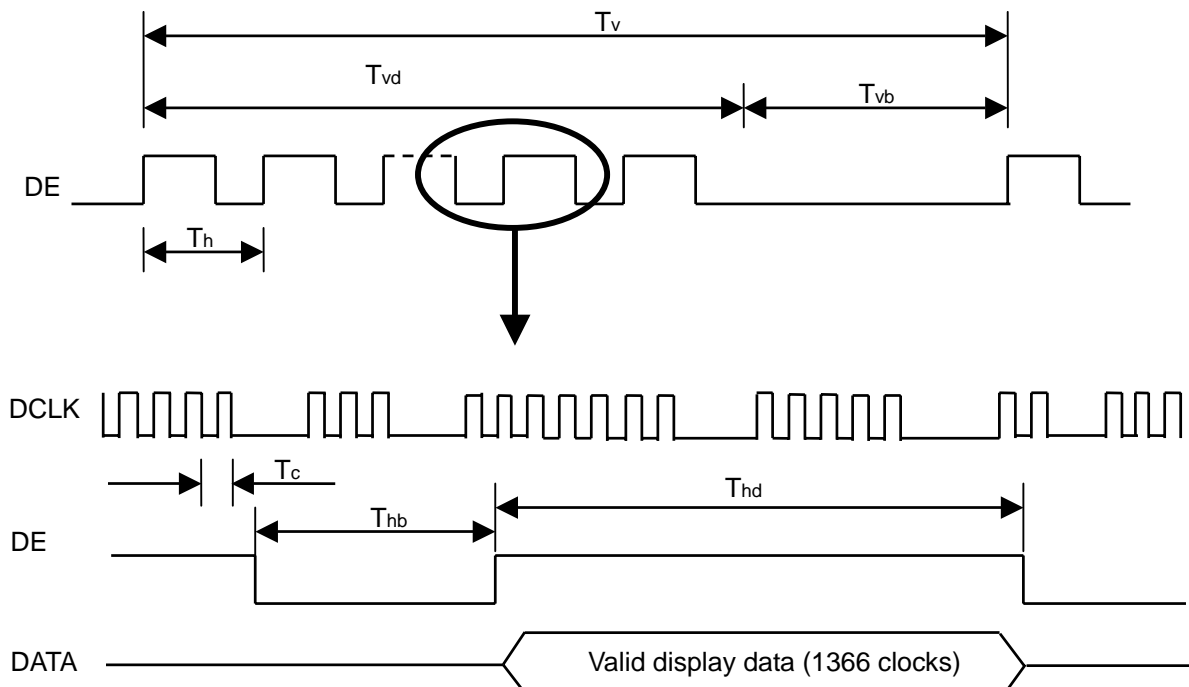 Tv
Tvd
Tvb
DE
Th
DCLK
Tc
Thd
Thb
DE
DATA
Valid display data (1366 clocks)